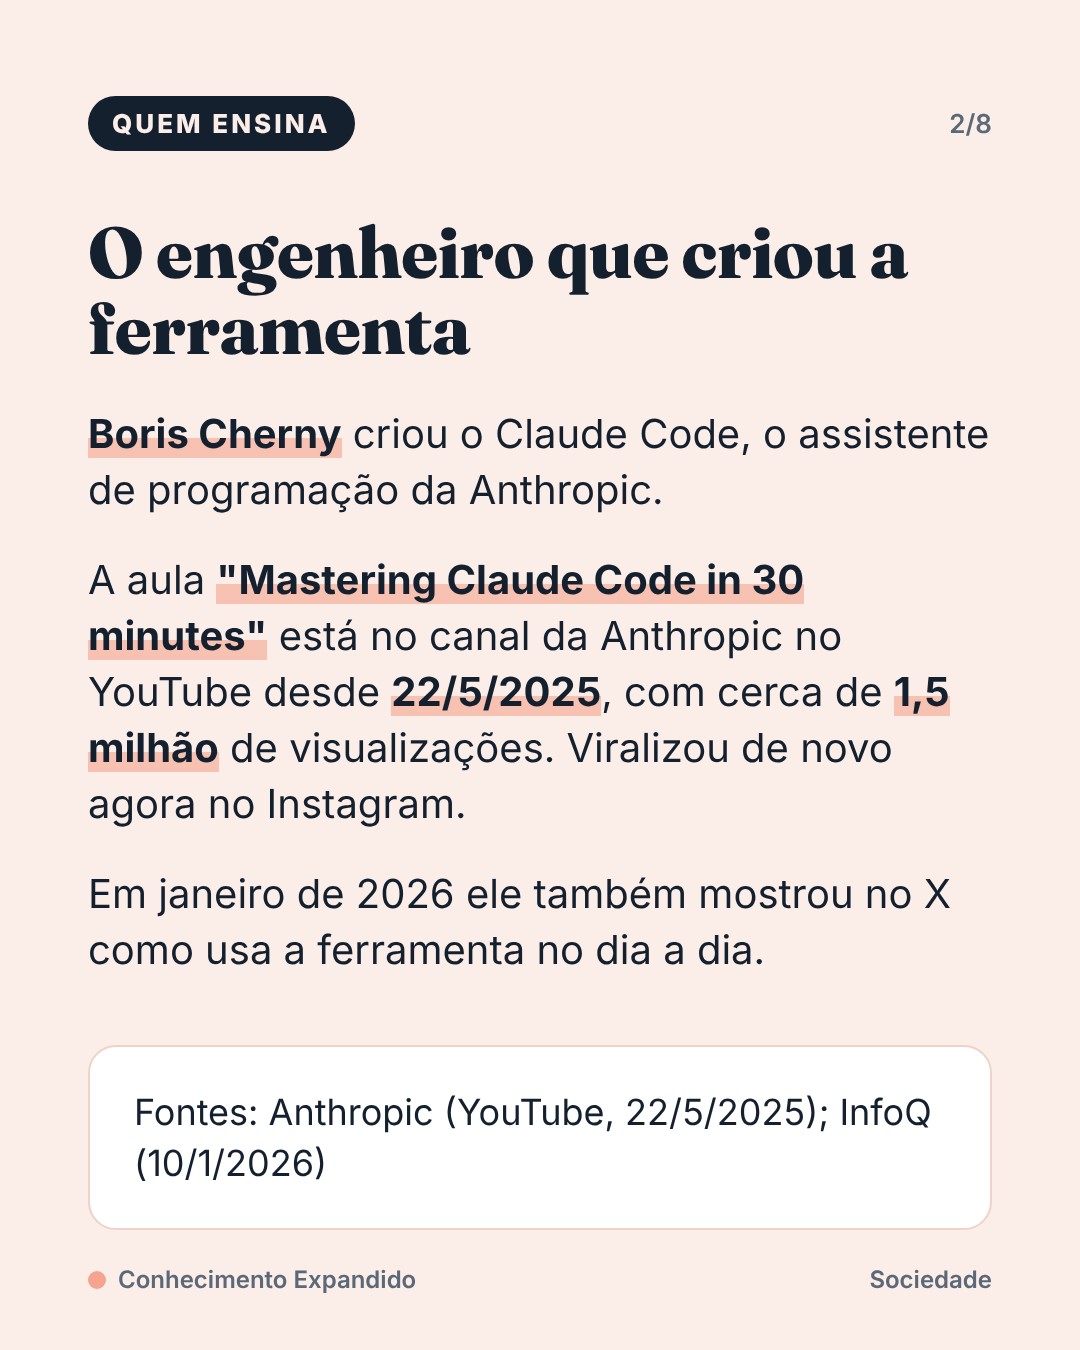 QUEM ENSINA
2/8
O engenheiro que criou a
ferramenta
Boris Cherny criou o Claude Code, o assistente
de programação da Anthropic.
A aula "Mastering Claude Code in 30
minutes" está no canal da Anthropic no
YouTube desde 22/5/2025, com cerca de 1,5
milhão de visualizações. Viralizou de novo
agora no Instagram.
Em janeiro de 2026 ele também mostrou no X
como usa a ferramenta no dia a dia.
Fontes: Anthropic (YouTube, 22/5/2025); InfoQ
(10/1/2026)
Conhecimento Expandido
Sociedade